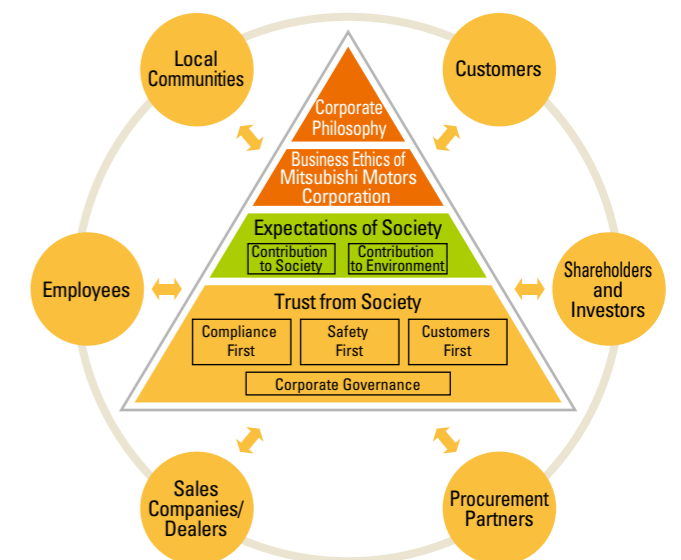 Local
Communities
Customers
Corporate
Philosophy
Business Ethics of
Mitsubishi Motors
Corporation
Expectations of Society
Contribution
to Society
Contribution
to Environment
Employees
Shareholders
and
Investors
Trust from Society
Compliance
First
Safety
First
Customers
First
Corporate Governance
Sales
Companies/
Dealers
Procurement
Partners